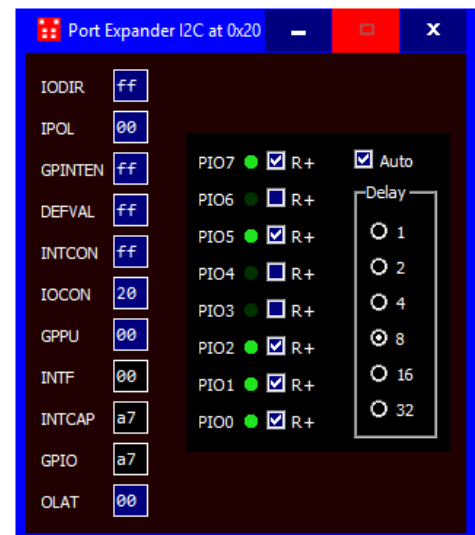 Port Expander I2C at 0x20
IODIR ff
IPOL 00
GPINTEN ff
DEFVAL ff
INTCON ff
IOCON 20
GPPU 00
INTF 00
INTCAP a7
GPIO a7
OLAT 00
PIO7 R+
PIO6 R+
PIO5 R+
PIO4 R+
PIO3 R+
PIO2 R+
PIO1 R+
PIO0 R+
Auto
Delay
1
2
4
8
16
32